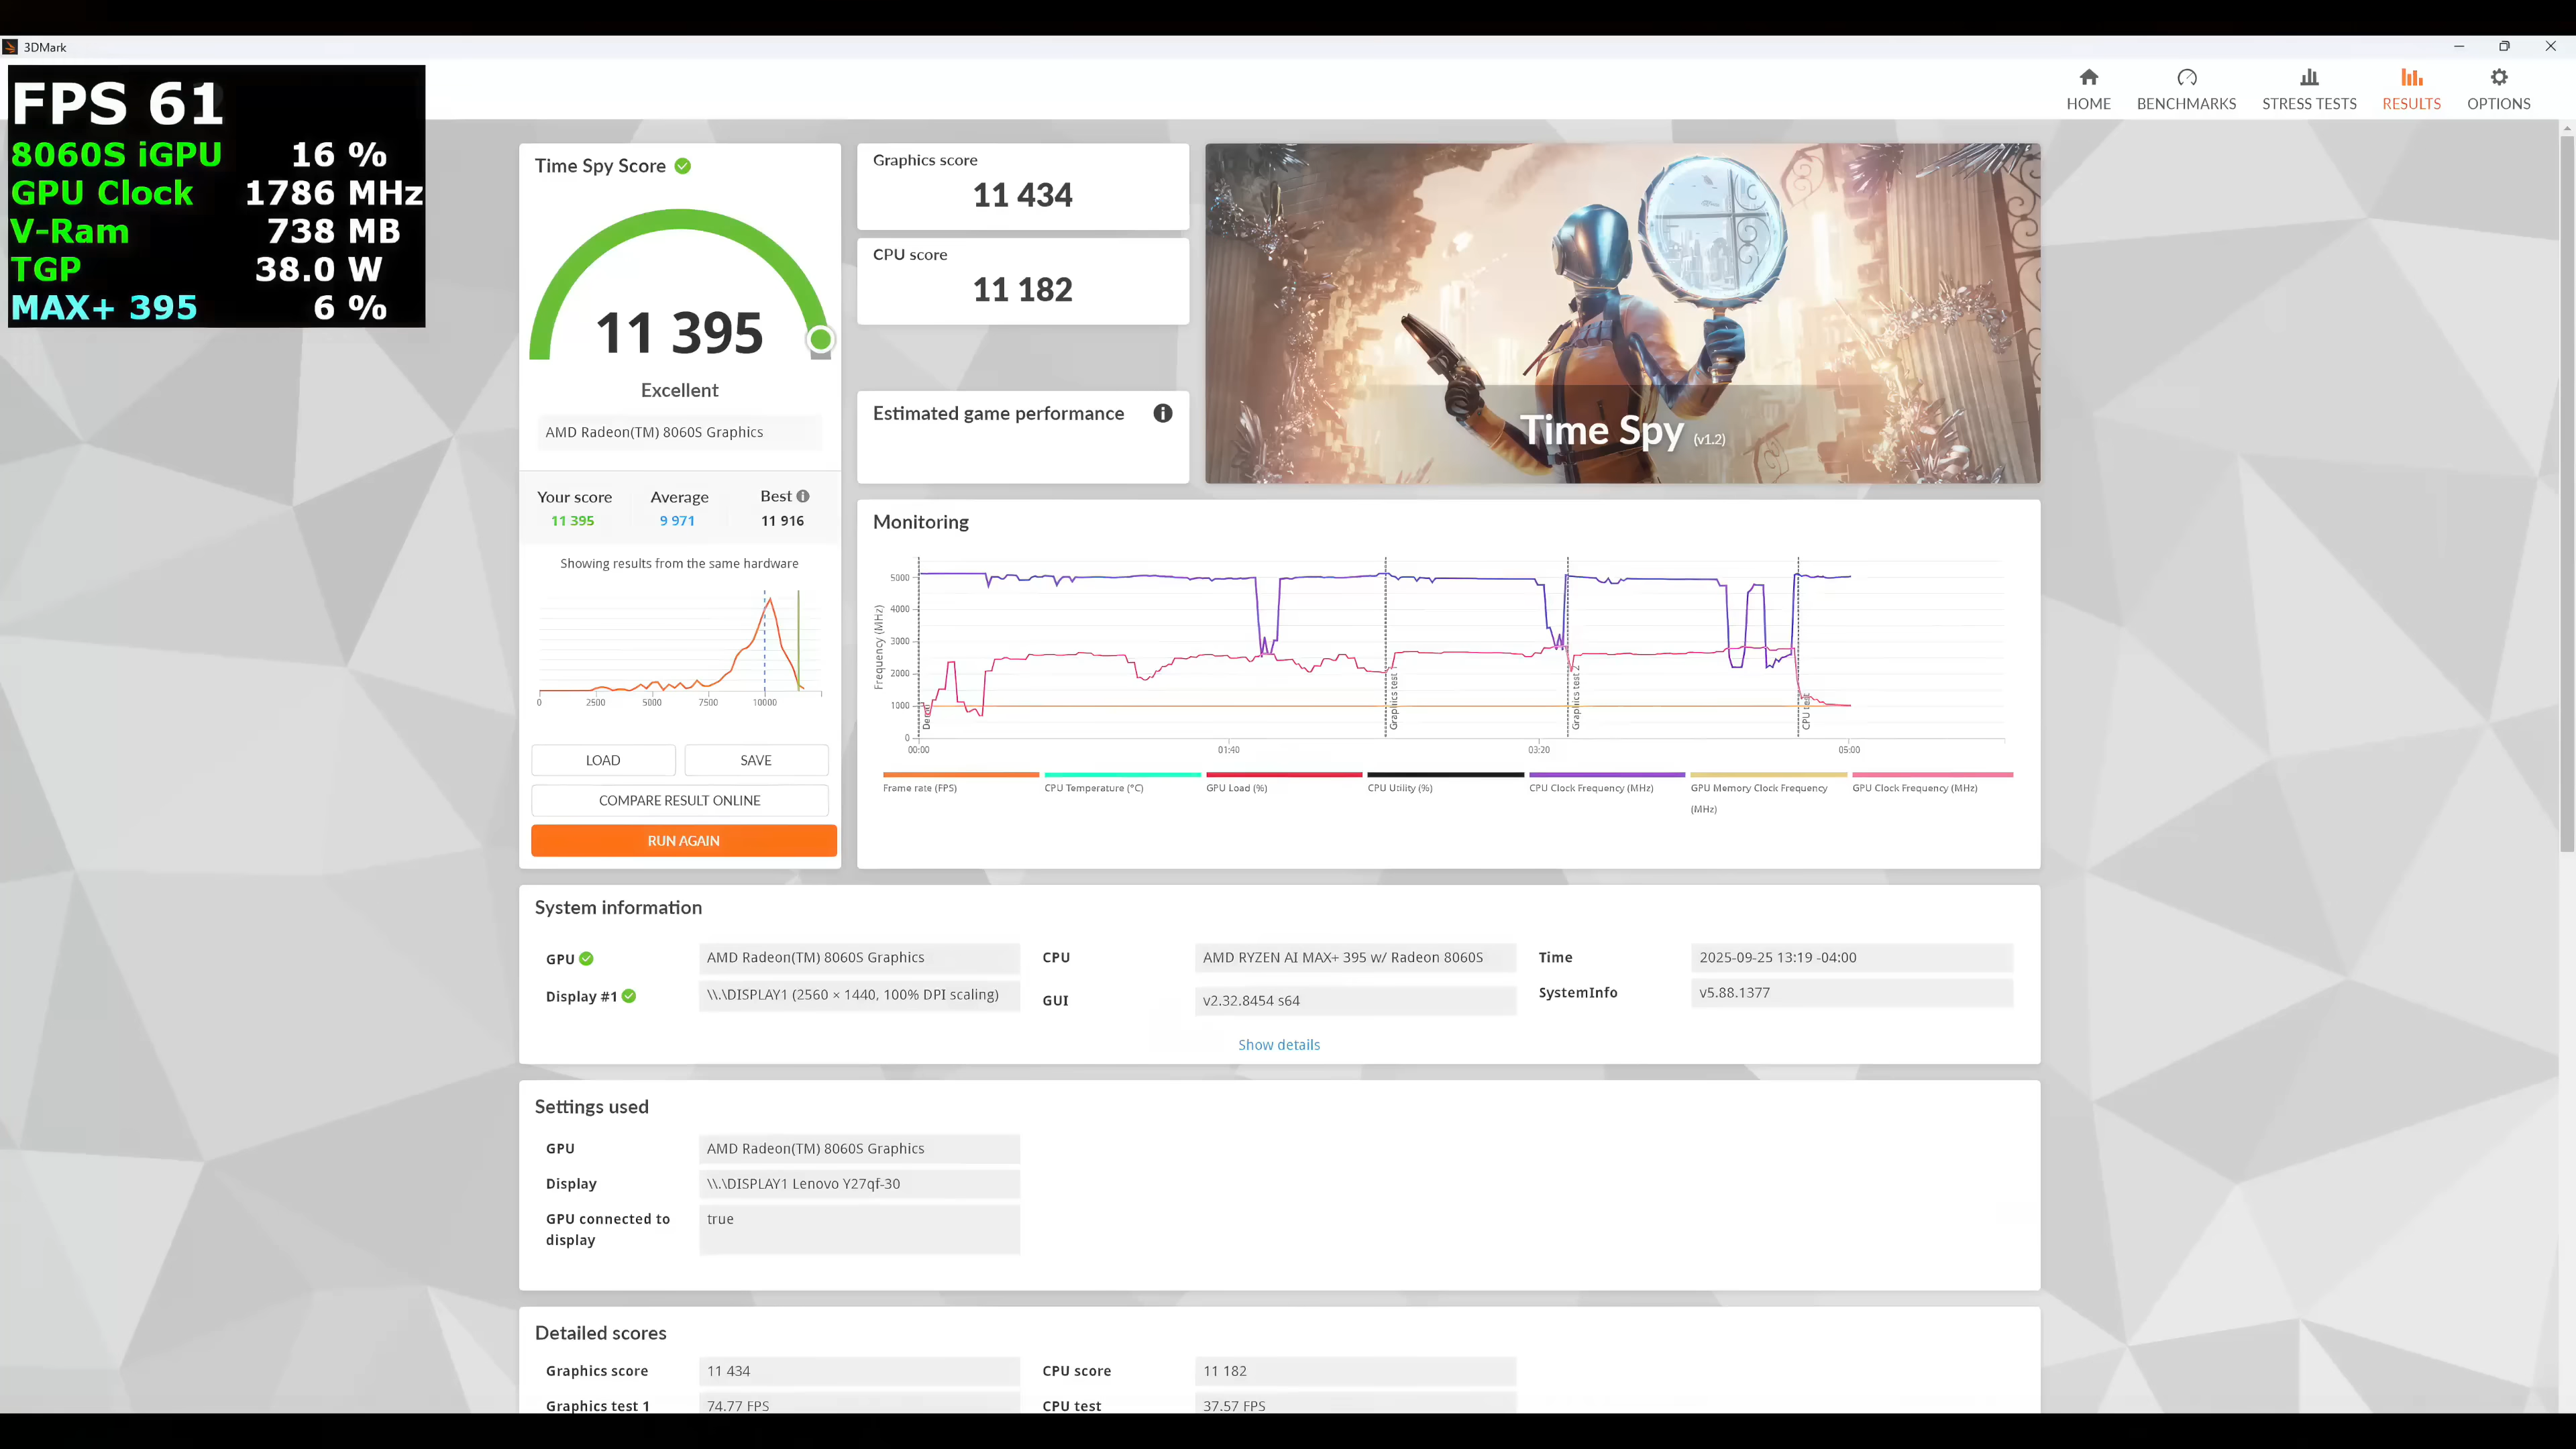 3DMark
FPS 61
8060S iGPU 16 %
GPU Clock 1786 MHz
V-Ram 738 MB
TGP 38.0 W
MAX+ 395 6 %
HOME BENCHMARKS STRESS TESTS RESULTS OPTIONS
Time Spy Score
11 395
Excellent
AMD Radeon(TM) 8060S Graphics
Your score Average Best
11 395 9 971 11 916
Showing results from the same hardware
0 2500 5000 7500 10000
LOAD SAVE
COMPARE RESULT ONLINE
RUN AGAIN
Graphics score
11 434
CPU score
11 182
Estimated game performance
Time Spy (v1.2)
Monitoring
Frequency (MHz)
5000
4000
3000
2000
1000
0
Graphics test 2
CPU test
00:00 01:40 03:20 05:00
Frame rate (FPS) CPU Temperature (°C) GPU Load (%) CPU Utility (%) CPU Clock Frequency (MHz) GPU Memory Clock Frequency (MHz) GPU Clock Frequency (MHz)
System information
GPU AMD Radeon(TM) 8060S Graphics CPU AMD RYZEN AI MAX+ 395 w/ Radeon 8060S Time 2025-09-25 13:19 -04:00
Display #1 \\.\DISPLAY1 (2560 × 1440, 100% DPI scaling) GUI v2.32.8454 s64 SystemInfo v5.88.1377
Show details
Settings used
GPU AMD Radeon(TM) 8060S Graphics
Display \\.\DISPLAY1 Lenovo Y27qf-30
GPU connected to display true
Detailed scores
Graphics score 11 434 CPU score 11 182
Graphics test 1 74.77 FPS CPU test 37.57 FPS